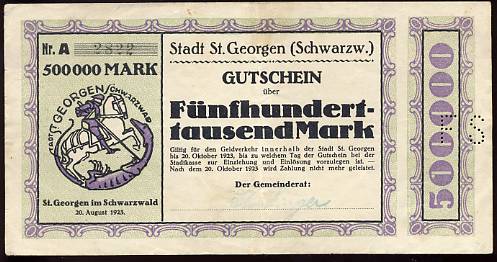 Nr. A 2822
500000 MARK
STADT ST. GEORGEN SCHWARZWALD
St. Georgen im Schwarzwald
20. August 1923.
Stadt St. Georgen (Schwarzw.)
GUTSCHEIN
über
Fünfhundert-
tausend Mark
Gültig für den Geldverkehr innerhalb der Stadt St. Georgen
bis 20. Oktober 1923, bis zu welchem Tag der Gutschein bei der
Stadtkasse zur Einziehung und Einlösung vorzulegen ist. —
Nach dem 20. Oktober 1923 wird Zahlung nicht mehr geleistet.
Der Gemeinderat:
500000